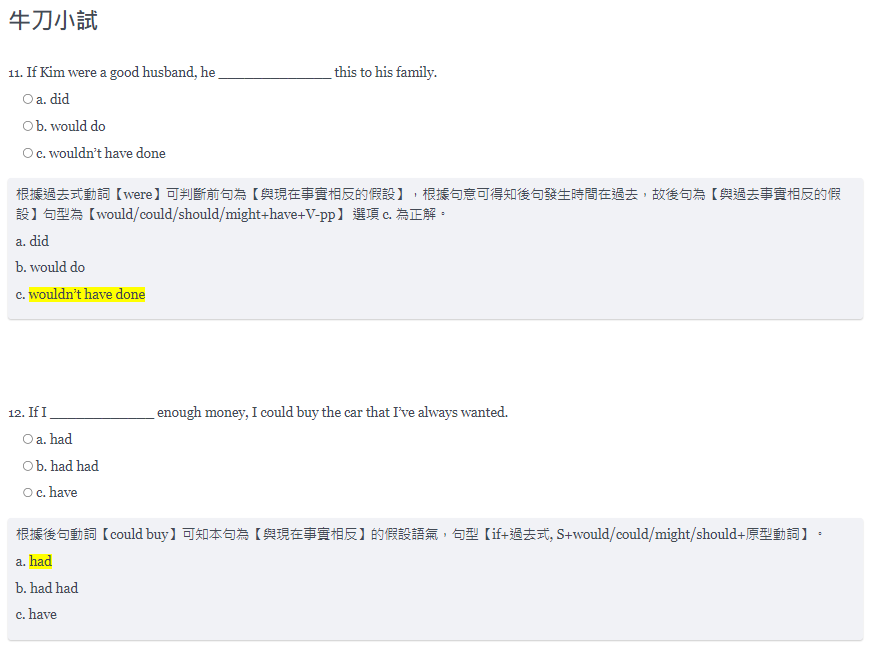 牛刀小試
11. If Kim were a good husband, he ________________ this to his family.
a. did
b. would do
c. wouldn’t have done
根據過去式動詞【were】可判斷前句為【與現在事實相反的假設】，根據句意可得知後句發生時間在過去，故後句為【與過去事實相反的假
設】句型為【would/could/should/might+have+V-pp】 選項 c. 為正解。
a. did
b. would do
c. wouldn’t have done
12. If I _______________ enough money, I could buy the car that I’ve always wanted.
a. had
b. had had
c. have
根據後句動詞【could buy】可知本句為【與現在事實相反】的假設語氣，句型【if+過去式, S+would/could/might/should+原型動詞】。
a. had
b. had had
c. have